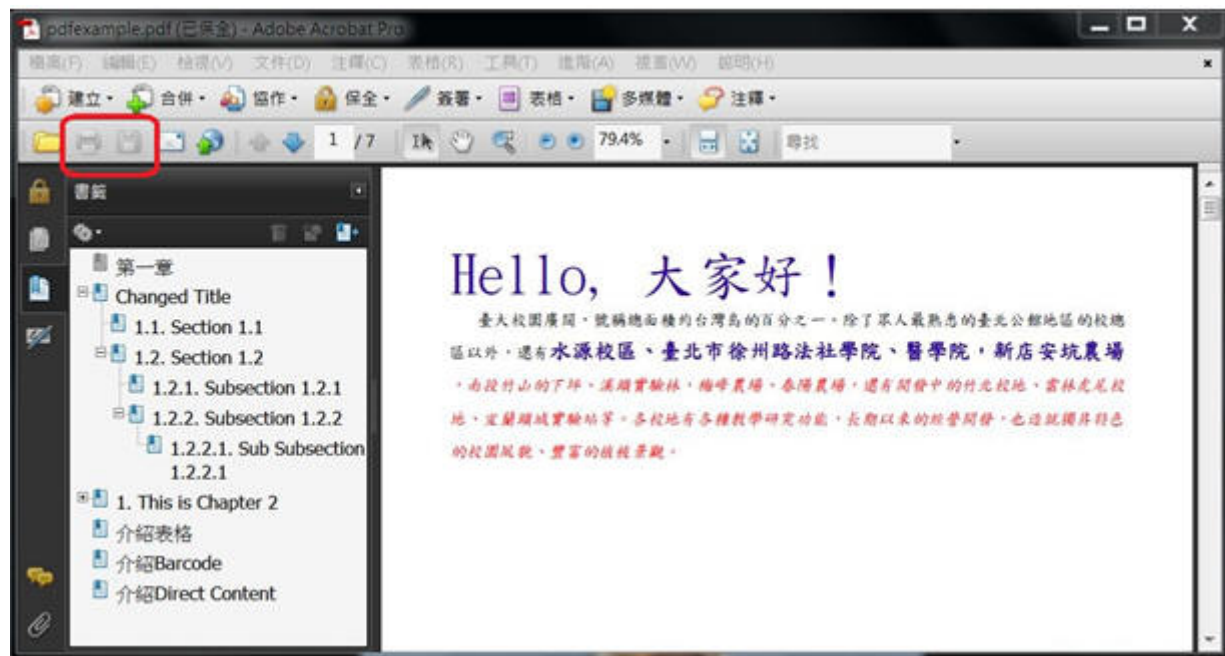 pdfexample.pdf (已保全) - Adobe Acrobat Pro
檔案(F) 編輯(E) 檢視(V) 文件(D) 注釋(C) 表格(R) 工具(T) 進階(A) 視窗(W) 說明(H)
建立 合併 協作 保全 簽署 表格 多媒體 注釋
1 / 7 79.4% 尋找
書籤
第一章
Changed Title
1.1. Section 1.1
1.2. Section 1.2
1.2.1. Subsection 1.2.1
1.2.2. Subsection 1.2.2
1.2.2.1. Sub Subsection
1.2.2.1
1. This is Chapter 2
介紹表格
介紹Barcode
介紹Direct Content
Hello, 大家好！
臺大校園廣闊，號稱總面積約台灣島的百分之一。除了眾人最熟悉的臺北公館地區的校總
區以外，還有水源校區、臺北市徐州路法社學院、醫學院，新店安坑農場
，南投竹山的下坪、溪頭實驗林，梅峰農場、春陽農場，還有開發中的竹北校地、雲林虎尾校
地、宜蘭頭城實驗站等。各校地有各種教學研究功能，長期以來的經營開發，也造就獨具特色
的校園風貌、豐富的植被景觀。